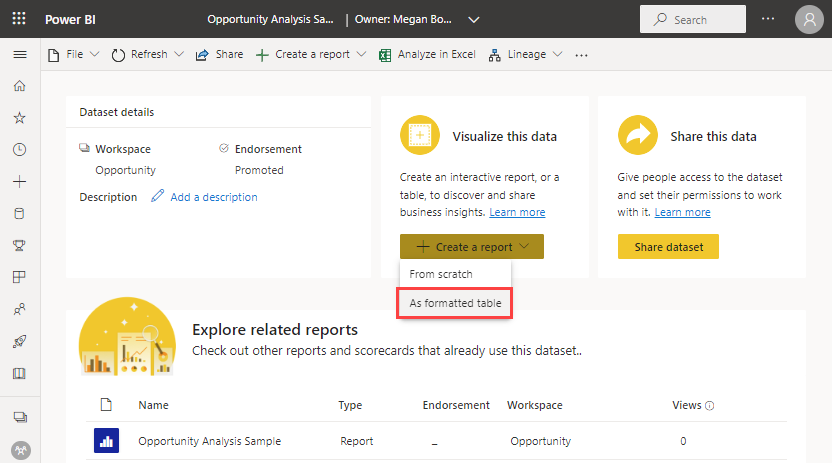 Power BI
Opportunity Analysis Sa... | Owner: Megan Bo...
Search
File
Refresh
Share
Create a report
Analyze in Excel
Lineage
Dataset details
Workspace
Opportunity
Endorsement
Promoted
Description
Add a description
Visualize this data
Create an interactive report, or a
table, to discover and share
business insights. Learn more
Create a report
From scratch
As formatted table
Share this data
Give people access to the dataset
and set their permissions to work
with it. Learn more
Share dataset
Explore related reports
Check out other reports and scorecards that already use this dataset..
Name Type Endorsement Workspace Views
Opportunity Analysis Sample Report – Opportunity 0